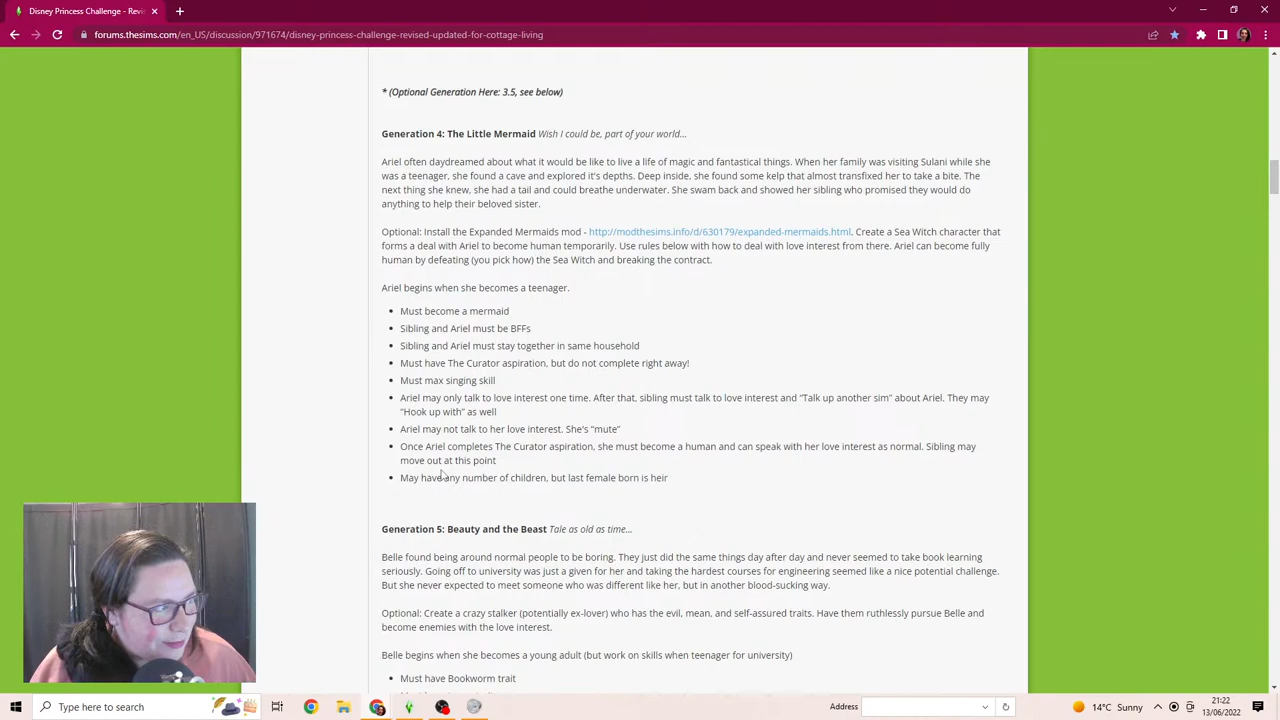 Disney Princess Challenge - Revis
forums.thesims.com/en_US/discussion/971674/disney-princess-challenge-revised-updated-for-cottage-living
* (Optional Generation Here: 3.5, see below)
Generation 4: The Little Mermaid Wish I could be, part of your world...
Ariel often daydreamed about what it would be like to live a life of magic and fantastical things. When her family was visiting Sulani while she
was a teenager, she found a cave and explored it's depths. Deep inside, she found some kelp that almost transfixed her to take a bite. The
next thing she knew, she had a tail and could breathe underwater. She swam back and showed her sibling who promised they would do
anything to help their beloved sister.
Optional: Install the Expanded Mermaids mod - http://modthesims.info/d/630179/expanded-mermaids.html. Create a Sea Witch character that
forms a deal with Ariel to become human temporarily. Use rules below with how to deal with love interest from there. Ariel can become fully
human by defeating (you pick how) the Sea Witch and breaking the contract.
Ariel begins when she becomes a teenager.
• Must become a mermaid
• Sibling and Ariel must be BFFs
• Sibling and Ariel must stay together in same household
• Must have The Curator aspiration, but do not complete right away!
• Must max singing skill
• Ariel may only talk to love interest one time. After that, sibling must talk to love interest and “Talk up another sim” about Ariel. They may
“Hook up with” as well
• Ariel may not talk to her love interest. She's “mute”
• Once Ariel completes The Curator aspiration, she must become a human and can speak with her love interest as normal. Sibling may
move out at this point
• May have any number of children, but last female born is heir
Generation 5: Beauty and the Beast Tale as old as time...
Belle found being around normal people to be boring. They just did the same things day after day and never seemed to take book learning
seriously. Going off to university was just a given for her and taking the hardest courses for engineering seemed like a nice potential challenge.
But she never expected to meet someone who was different like her, but in another blood-sucking way.
Optional: Create a crazy stalker (potentially ex-lover) who has the evil, mean, and self-assured traits. Have them ruthlessly pursue Belle and
become enemies with the love interest.
Belle begins when she becomes a young adult (but work on skills when teenager for university)
• Must have Bookworm trait
Type here to search
Address
14°C Sunny
21:22
13/06/2022